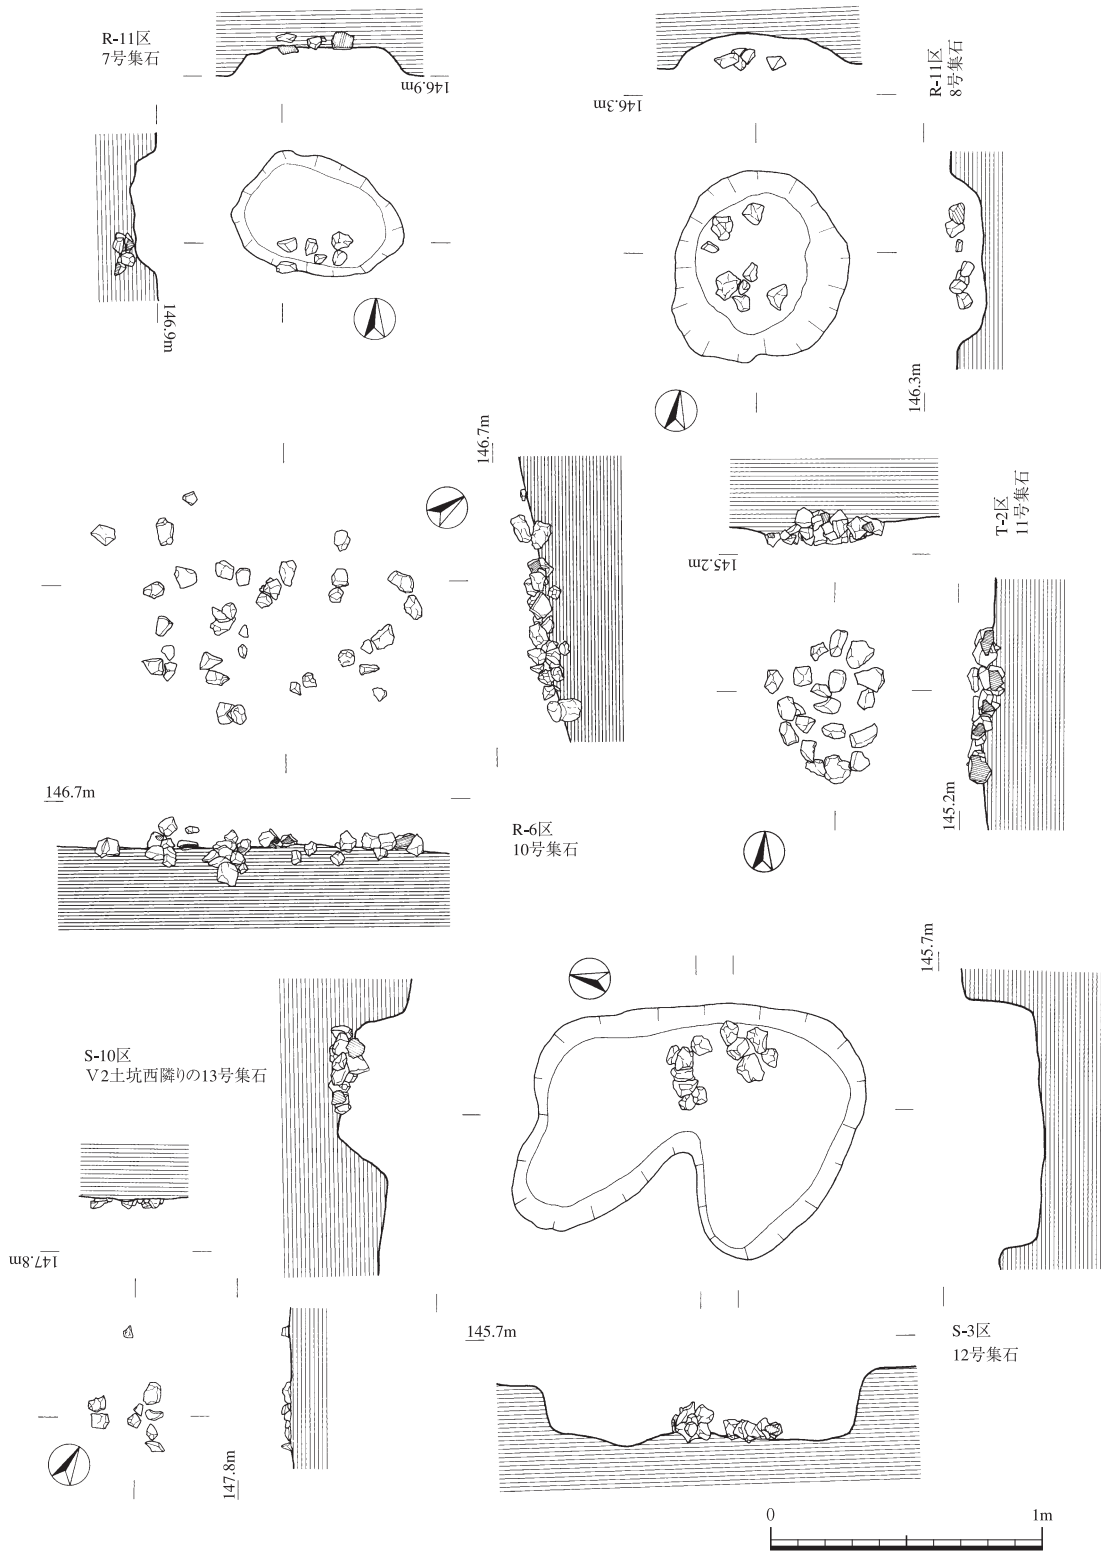 R-11区
7号集石
146.9m
146.9m
146.3m
R-11区
8号集石
146.3m
146.7m
146.7m
R-6区
10号集石
145.2m
T-2区
11号集石
145.2m
S-10区
V2土坑西隣りの13号集石
147.8m
147.8m
145.7m
145.7m
S-3区
12号集石
0 1m